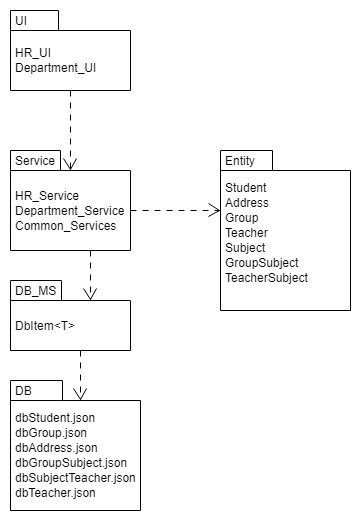 UI
HR_UI
Department_UI
Service
HR_Service
Department_Service
Common_Services
Entity
Student
Address
Group
Teacher
Subject
GroupSubject
TeacherSubject
DB_MS
DbItem<T>
DB
dbStudent.json
dbGroup.json
dbAddress.json
dbGroupSubject.json
dbSubjectTeacher.json
dbTeacher.json